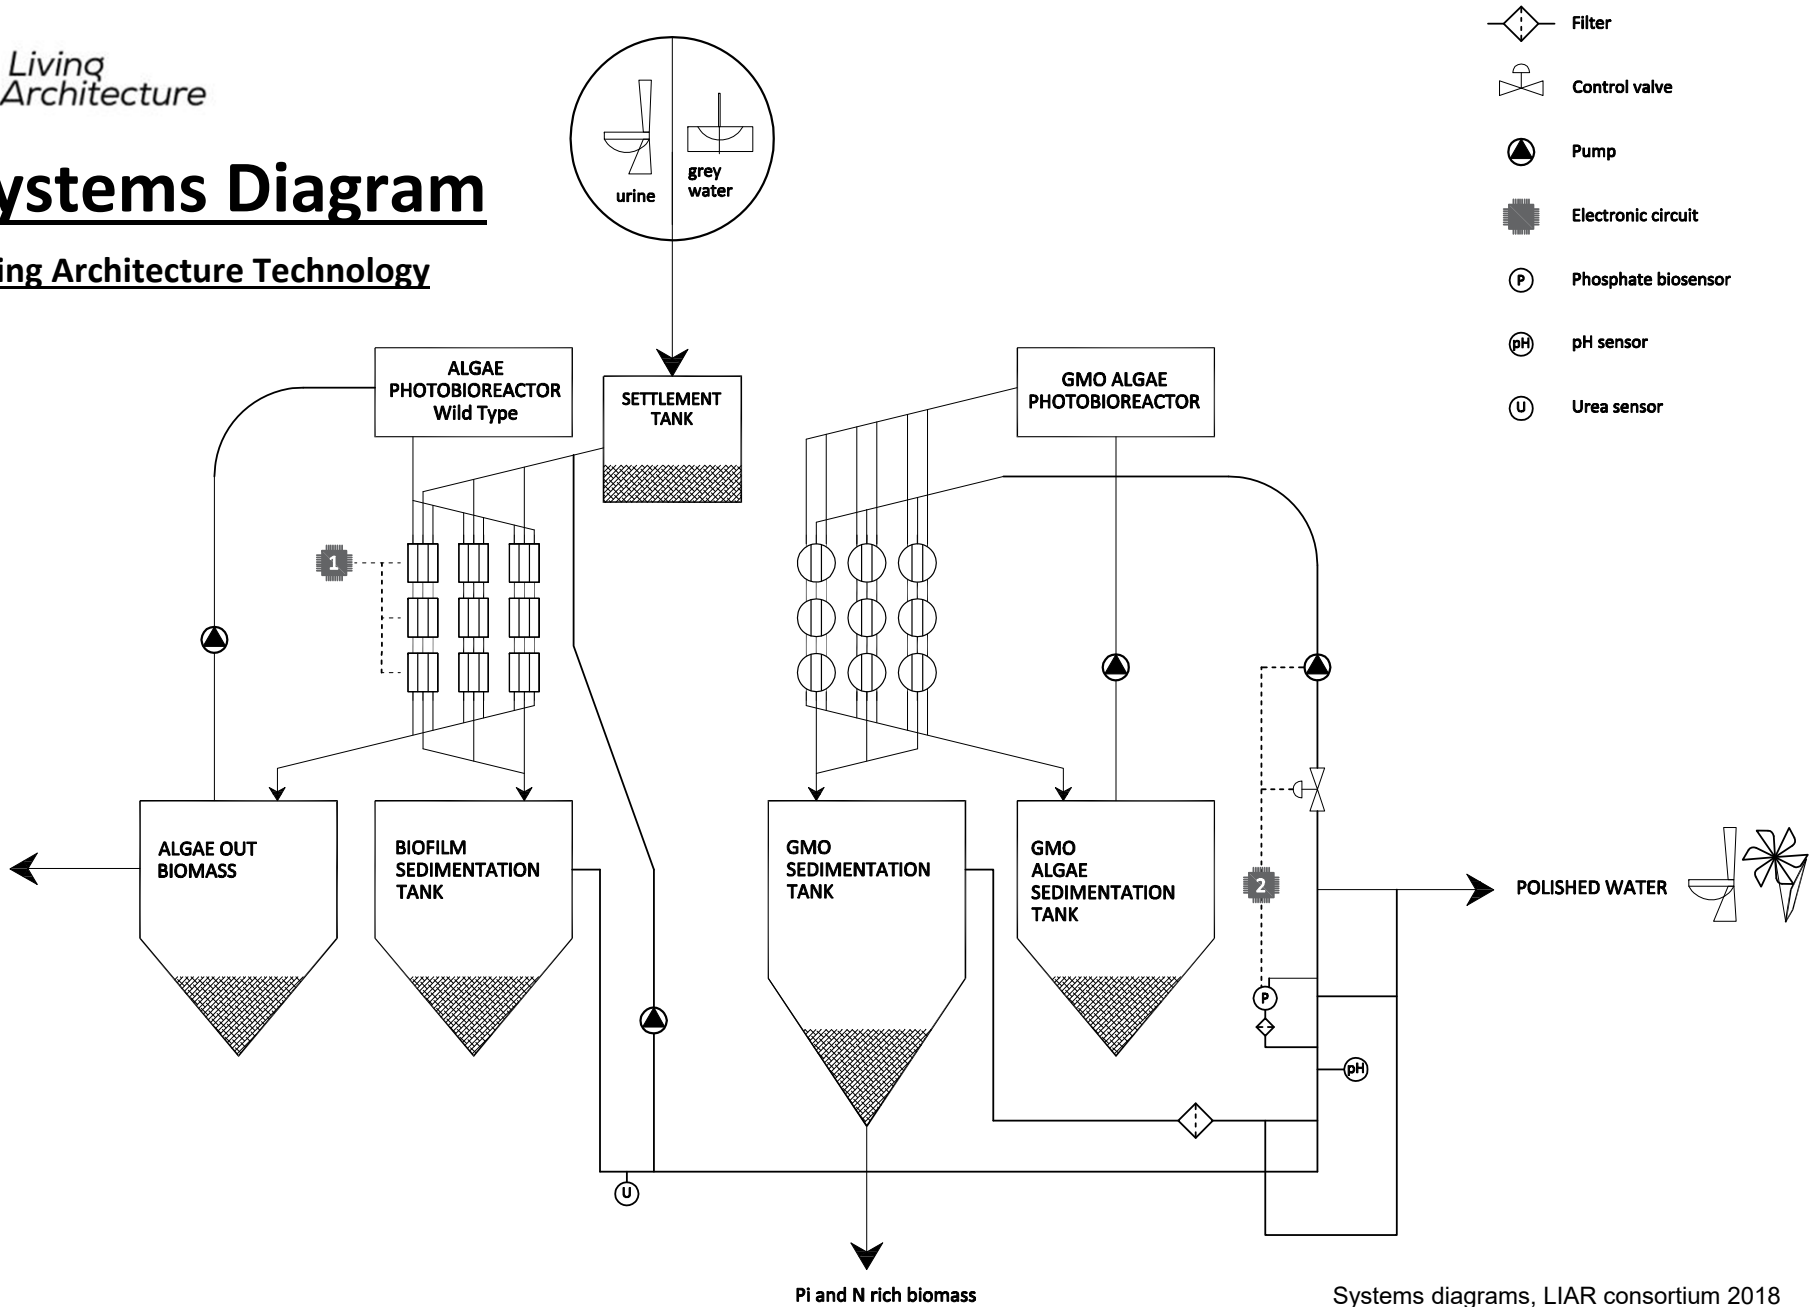 Living
Architecture
ystems Diagram
ing Architecture Technology
urine
grey
water
Filter
Control valve
Pump
Electronic circuit
P
Phosphate biosensor
pH
pH sensor
U
Urea sensor
ALGAE
PHOTOBIOREACTOR
Wild Type
SETTLEMENT
TANK
GMO ALGAE
PHOTOBIOREACTOR
1
ALGAE OUT
BIOMASS
BIOFILM
SEDIMENTATION
TANK
GMO
SEDIMENTATION
TANK
GMO
ALGAE
SEDIMENTATION
TANK
2
POLISHED WATER
P
pH
U
Pi and N rich biomass
Systems diagrams, LIAR consortium 2018